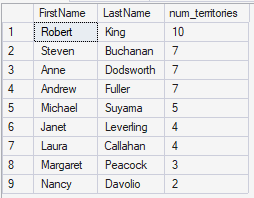 FirstName LastName num_territories
1 Robert King 10
2 Steven Buchanan 7
3 Anne Dodsworth 7
4 Andrew Fuller 7
5 Michael Suyama 5
6 Janet Leverling 4
7 Laura Callahan 4
8 Margaret Peacock 3
9 Nancy Davolio 2